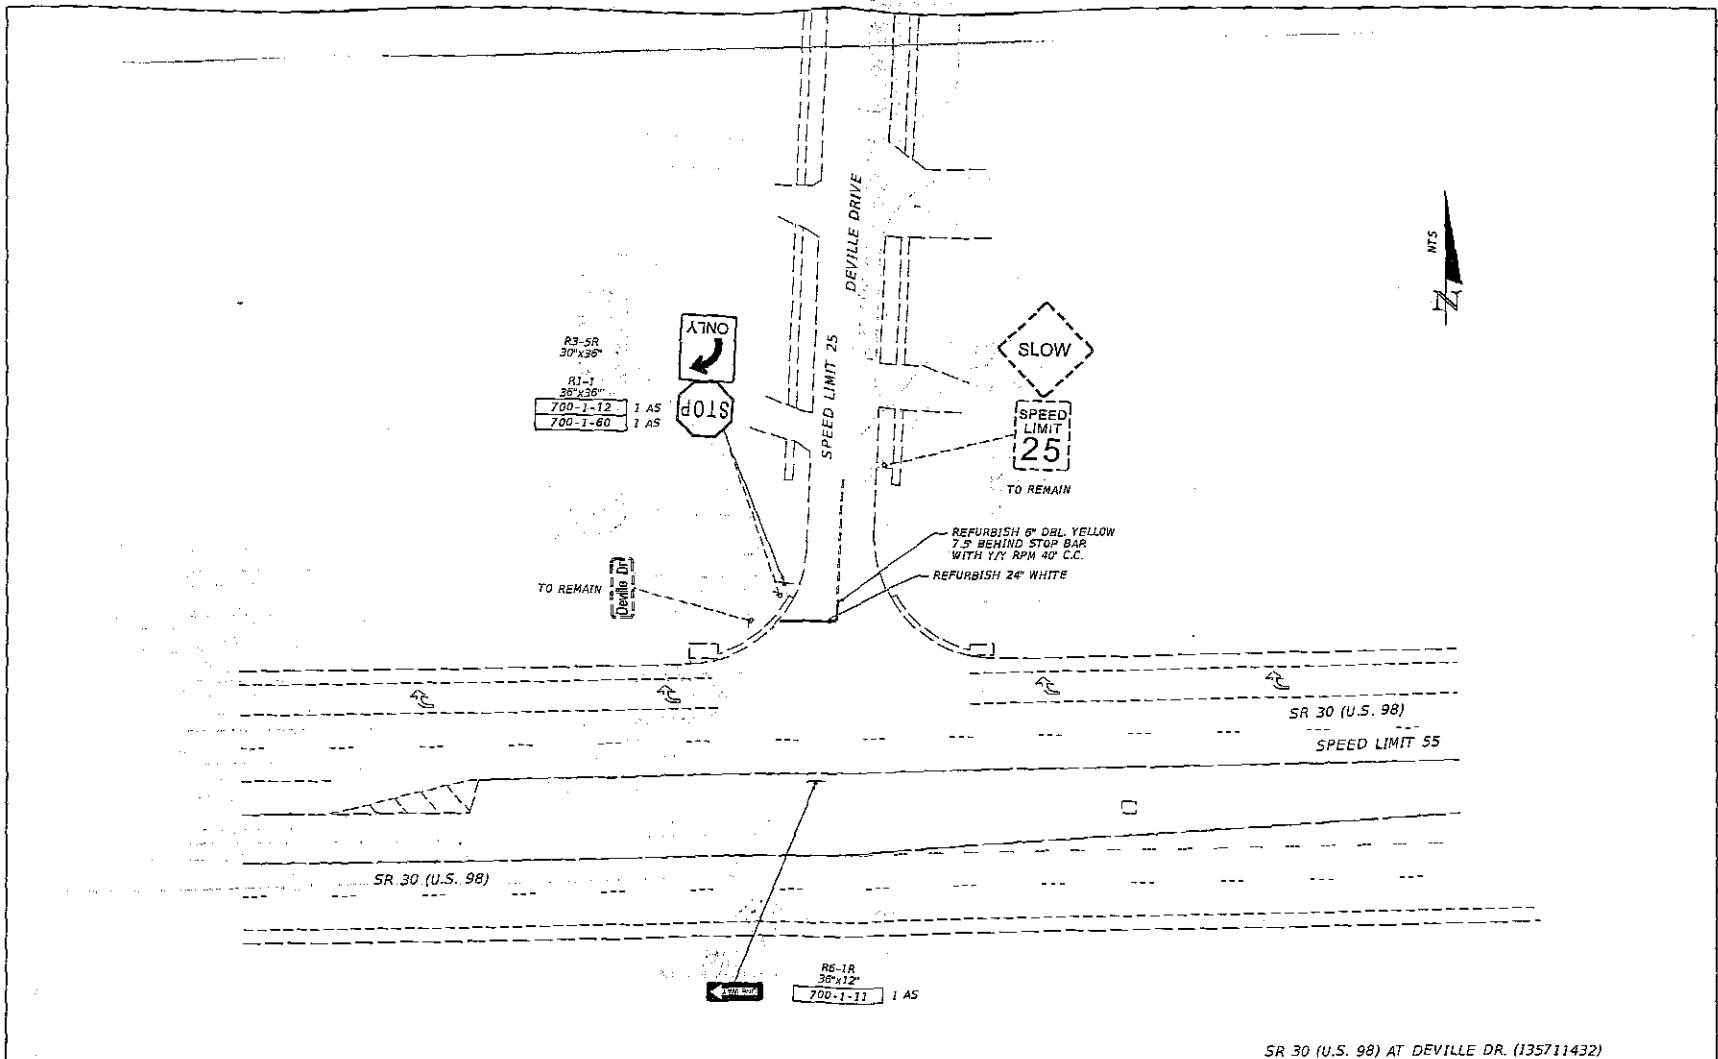 DEVILLE DRIVE
SPEED LIMIT 25
NTS
N
ONLY
STOP
R3-5R
30"x36"
R1-1
36"x36"
700-1-12 1 AS
700-1-60 1 AS
SLOW
SPEED
LIMIT
25
TO REMAIN
REFURBISH 6" DBL. YELLOW
7.5' BEHIND STOP BAR
WITH Y/Y RPM 40' C.C.
REFURBISH 24" WHITE
TO REMAIN
Deville Dr
SR 30 (U.S. 98)
SPEED LIMIT 55
SR 30 (U.S. 98)
ONE WAY
R6-1R
36"x12"
700-1-11 1 AS
SR 30 (U.S. 98) AT DEVILLE DR. (135711432)